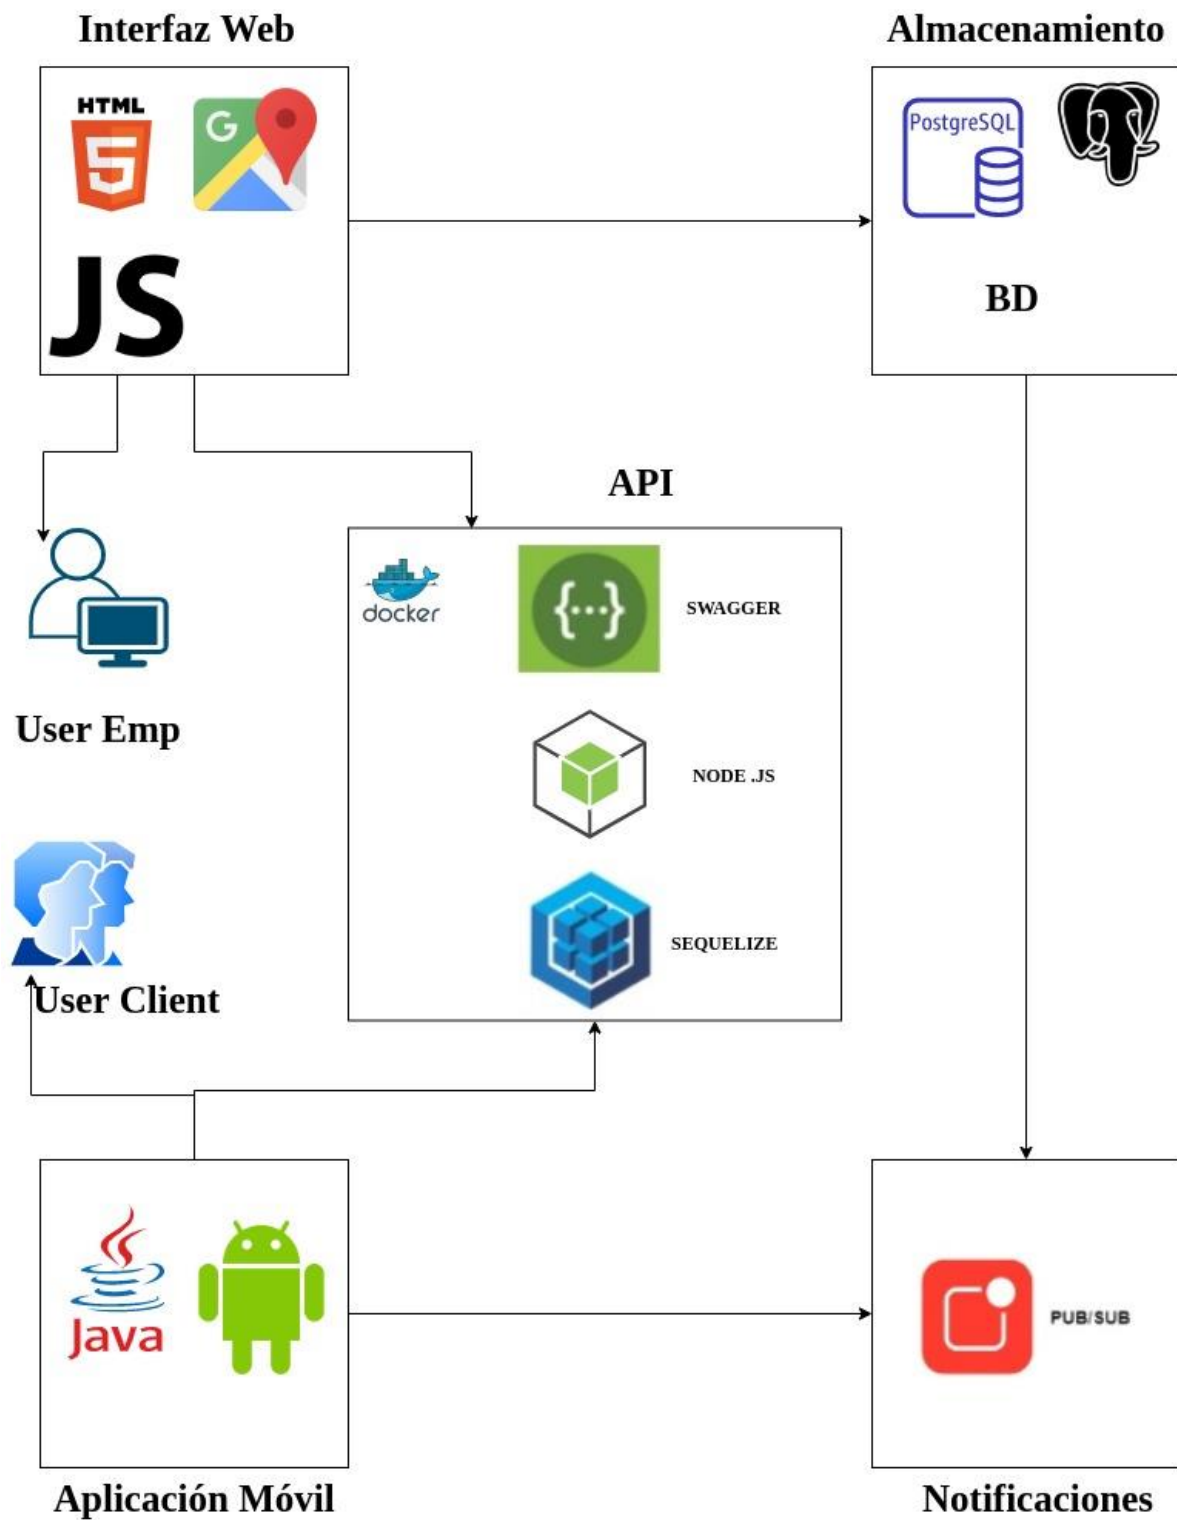 Interfaz Web
Almacenamiento
HTML
5
G
PostgreSQL
JS
BD
API
docker
{...}
SWAGGER
User Emp
NODE .JS
SEQUELIZE
User Client
Java
PUB/SUB
Aplicación Móvil
Notificaciones